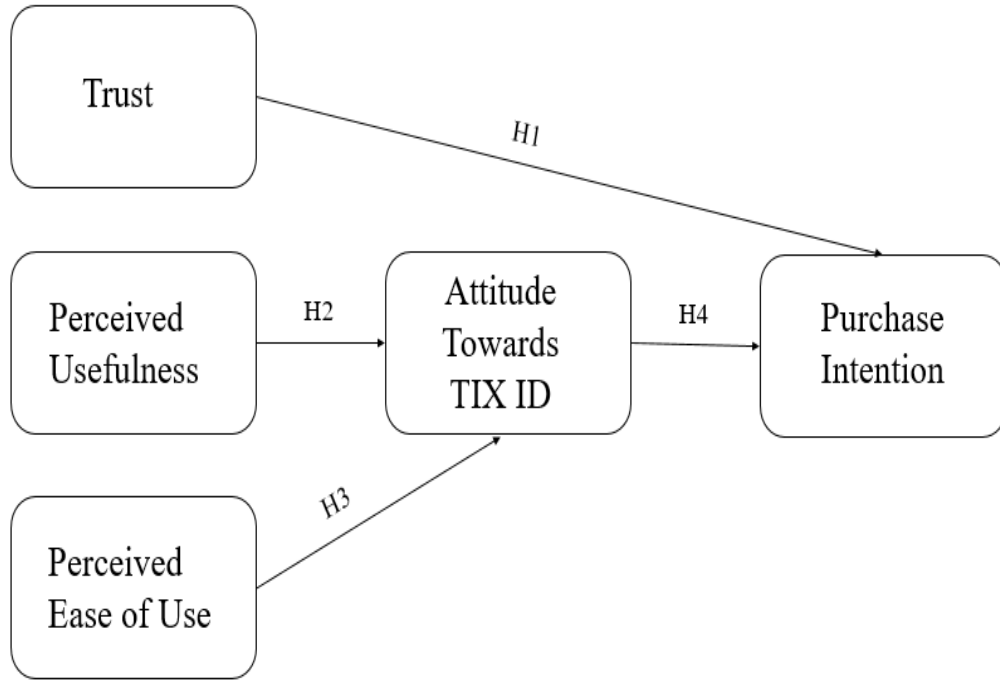 Trust
H1
Perceived
Usefulness
H2
Attitude
Towards
TIX ID
H4
Purchase
Intention
H3
Perceived
Ease of Use